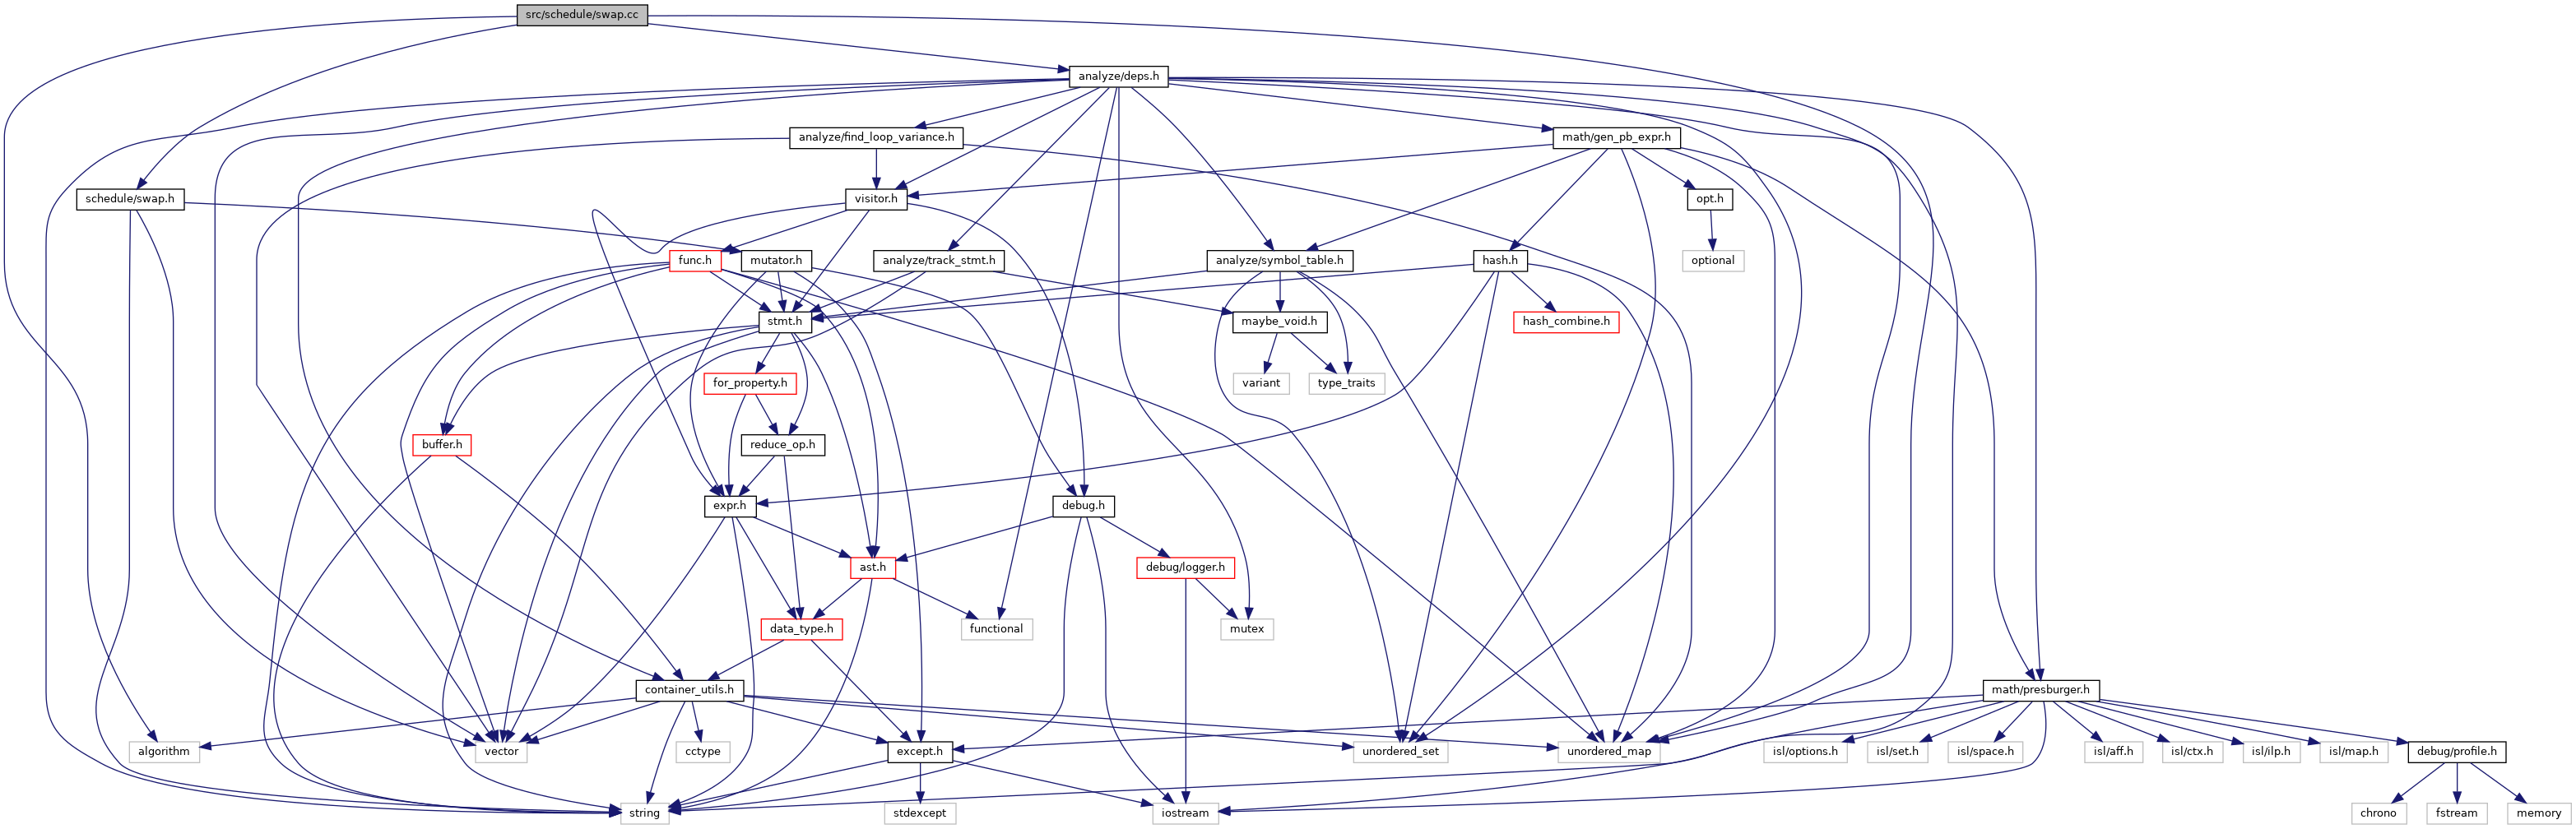 src/schedule/swap.cc
analyze/deps.h
analyze/find_loop_variance.h
math/gen_pb_expr.h
schedule/swap.h
visitor.h
opt.h
func.h
mutator.h
analyze/track_stmt.h
analyze/symbol_table.h
hash.h
optional
stmt.h
maybe_void.h
hash_combine.h
for_property.h
variant
type_traits
buffer.h
reduce_op.h
expr.h
debug.h
ast.h
debug/logger.h
data_type.h
functional
mutex
container_utils.h
math/presburger.h
algorithm
vector
cctype
except.h
unordered_set
unordered_map
isl/options.h
isl/set.h
isl/space.h
isl/aff.h
isl/ctx.h
isl/ilp.h
isl/map.h
debug/profile.h
string
stdexcept
iostream
chrono
fstream
memory